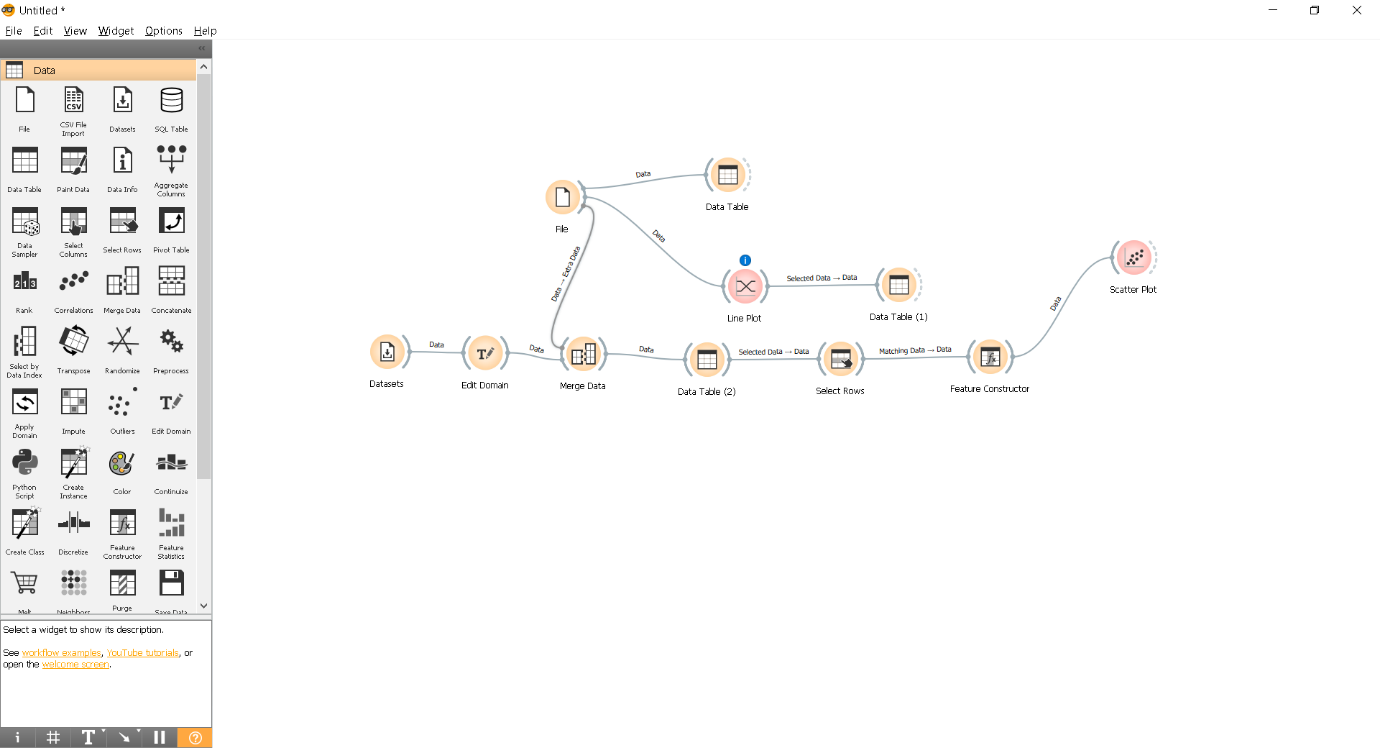 Untitled *
File Edit View Widget Options Help
«
Data
File
CSV File
Import
Datasets
SQL Table
Data Table
Paint Data
Data Info
Aggregate
Columns
Data
Sampler
Select
Columns
Select Rows
Pivot Table
Rank
Correlations
Merge Data
Concatenate
Select by
Data Index
Transpose
Randomize
Preprocess
Apply
Domain
Impute
Outliers
Edit Domain
Python
Script
Create
Instance
Color
Continuize
Create Class
Discretize
Feature
Constructor
Feature
Statistics
Melt
Neighbors
Purge
Save Data
Select a widget to show its description.
See workflow examples, YouTube tutorials, or
open the welcome screen.
Data
Data Table
File
Data
Data → Extra Data
Selected Data → Data
Line Plot
Data Table (1)
Scatter Plot
Data
Datasets
Data
Edit Domain
Data
Merge Data
Data
Data Table (2)
Selected Data → Data
Select Rows
Matching Data → Data
Feature Constructor